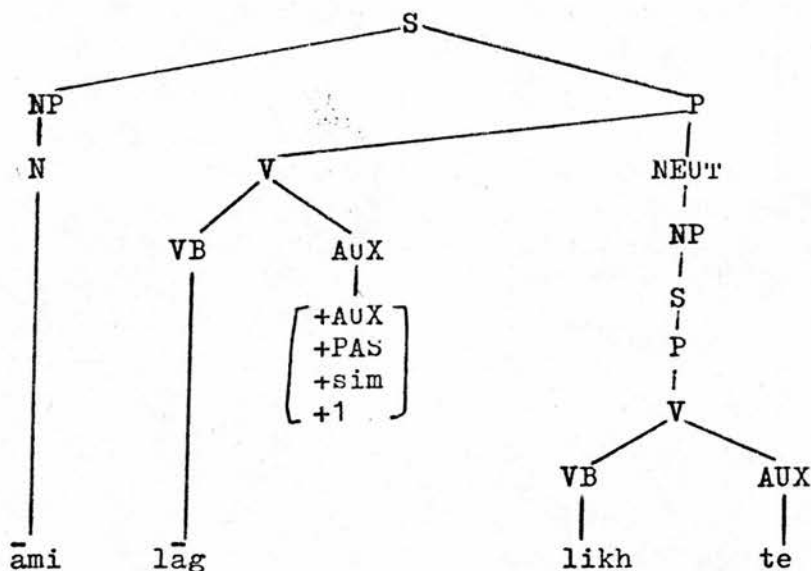 S
NP P
N V NEUT
VB AUX NP
+AUX S
+PAS
+sim P
+1
V
VB AUX
āmi lāg likh te